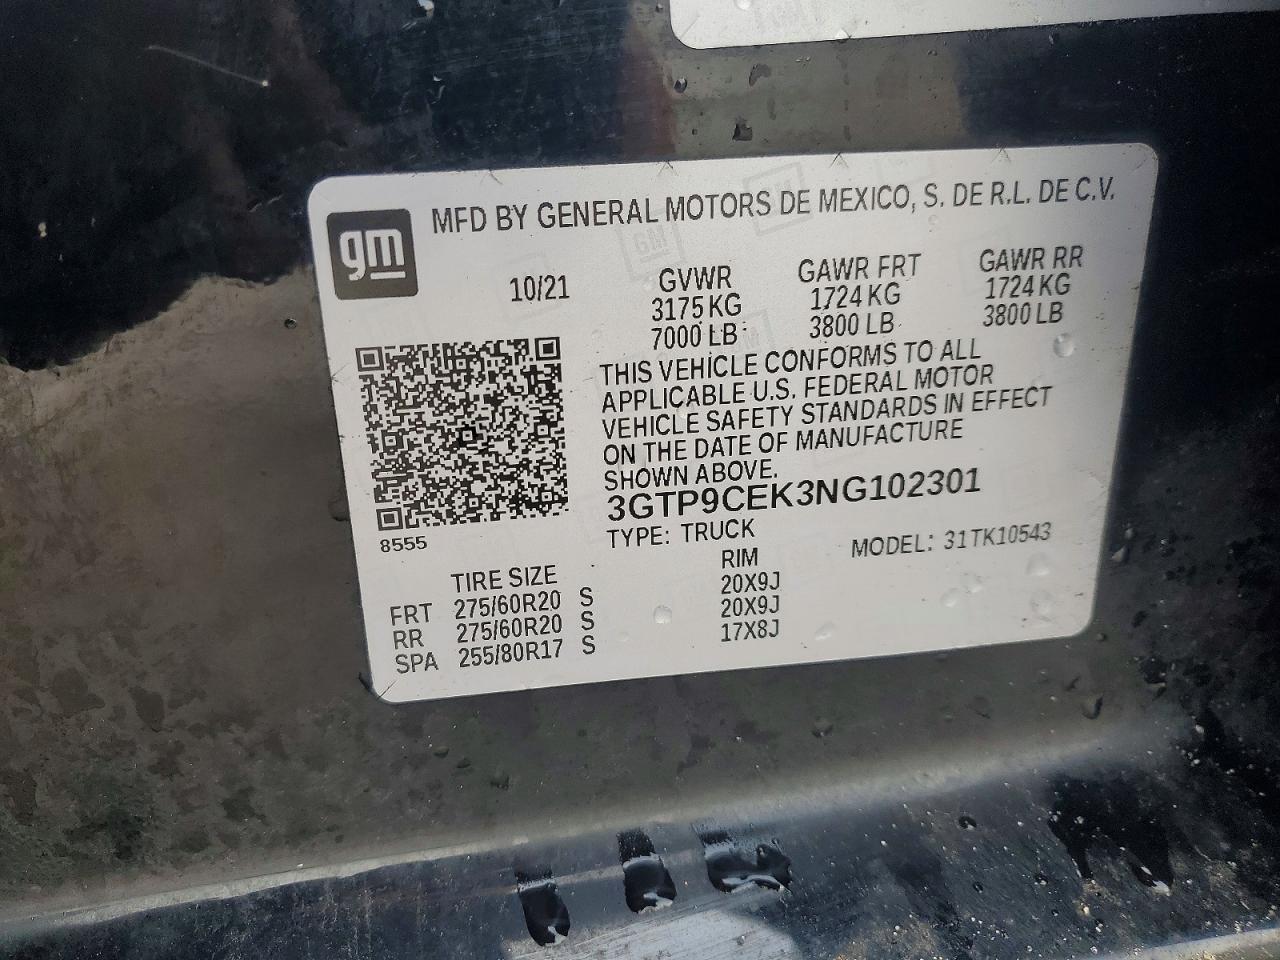 gm
MFD BY GENERAL MOTORS DE MEXICO, S. DE R.L. DE C.V.
10/21 GVWR GAWR FRT GAWR RR
3175 KG 1724 KG 1724 KG
7000 LB 3800 LB 3800 LB
THIS VEHICLE CONFORMS TO ALL
APPLICABLE U.S. FEDERAL MOTOR
VEHICLE SAFETY STANDARDS IN EFFECT
ON THE DATE OF MANUFACTURE
SHOWN ABOVE.
3GTP9CEK3NG102301
8555 TYPE: TRUCK MODEL: 31TK10543
TIRE SIZE RIM
FRT 275/60R20 S 20X9J
RR 275/60R20 S 20X9J
SPA 255/80R17 S 17X8J